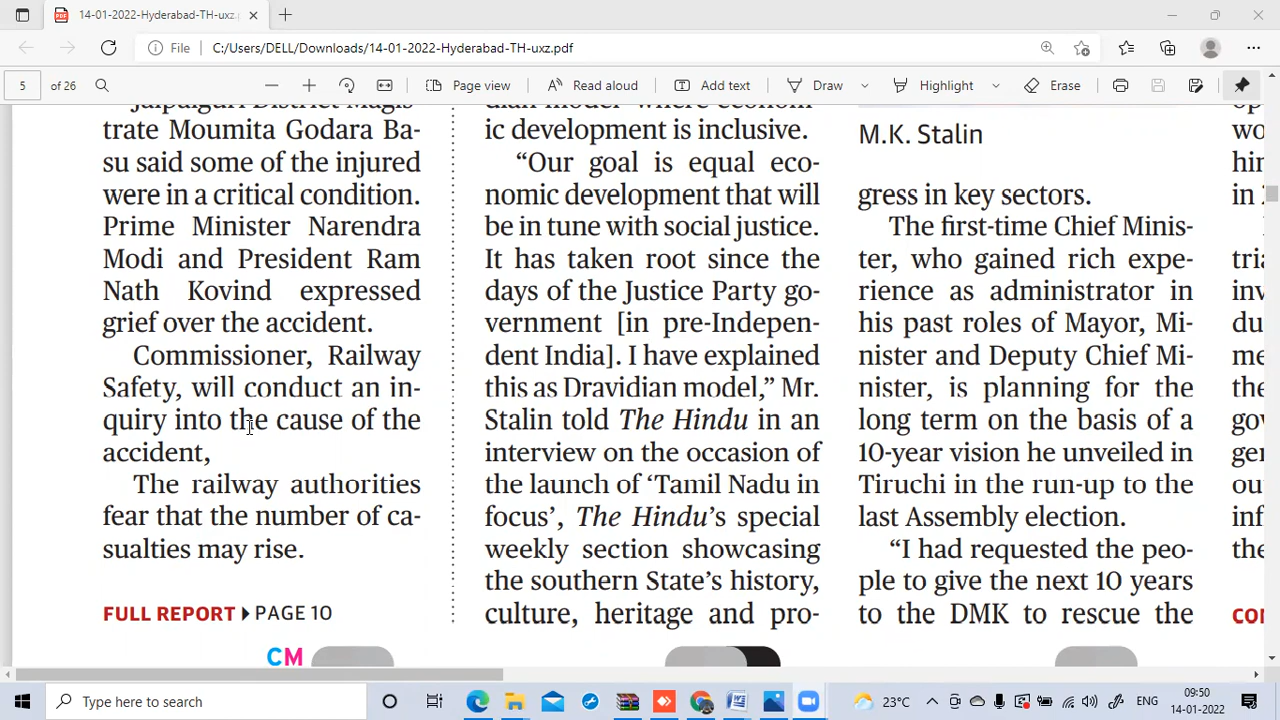 14-01-2022-Hyderabad-TH-uxz.
File
C:/Users/DELL/Downloads/14-01-2022-Hyderabad-TH-uxz.pdf
5
of 26
Page view
Read aloud
Add text
Draw
Highlight
Erase
Jalpaiguri District Magis-
trate Moumita Godara Ba-
su said some of the injured
were in a critical condition.
Prime Minister Narendra
Modi and President Ram
Nath Kovind expressed
grief over the accident.
Commissioner, Railway
Safety, will conduct an in-
quiry into the cause of the
accident,
The railway authorities
fear that the number of ca-
sualties may rise.
FULL REPORT PAGE 10
CM
dian model where econom-
ic development is inclusive.
“Our goal is equal eco-
nomic development that will
be in tune with social justice.
It has taken root since the
days of the Justice Party go-
vernment [in pre-Indepen-
dent India]. I have explained
this as Dravidian model,” Mr.
Stalin told The Hindu in an
interview on the occasion of
the launch of ‘Tamil Nadu in
focus’, The Hindu’s special
weekly section showcasing
the southern State’s history,
culture, heritage and pro-
M.K. Stalin
gress in key sectors.
The first-time Chief Minis-
ter, who gained rich expe-
rience as administrator in
his past roles of Mayor, Mi-
nister and Deputy Chief Mi-
nister, is planning for the
long term on the basis of a
10-year vision he unveiled in
Tiruchi in the run-up to the
last Assembly election.
“I had requested the peo-
ple to give the next 10 years
to the DMK to rescue the
Type here to search
23°C
ENG
09:50
14-01-2022